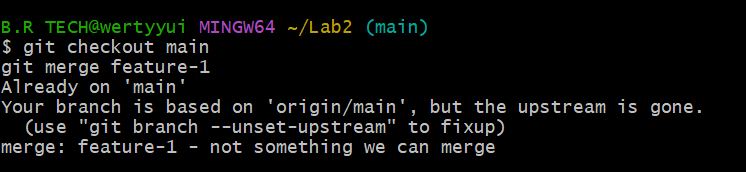 B.R TECH@wertyyui MINGW64 ~/Lab2 (main)
$ git checkout main
git merge feature-1
Already on 'main'
Your branch is based on 'origin/main', but the upstream is gone.
  (use "git branch --unset-upstream" to fixup)
merge: feature-1 - not something we can merge